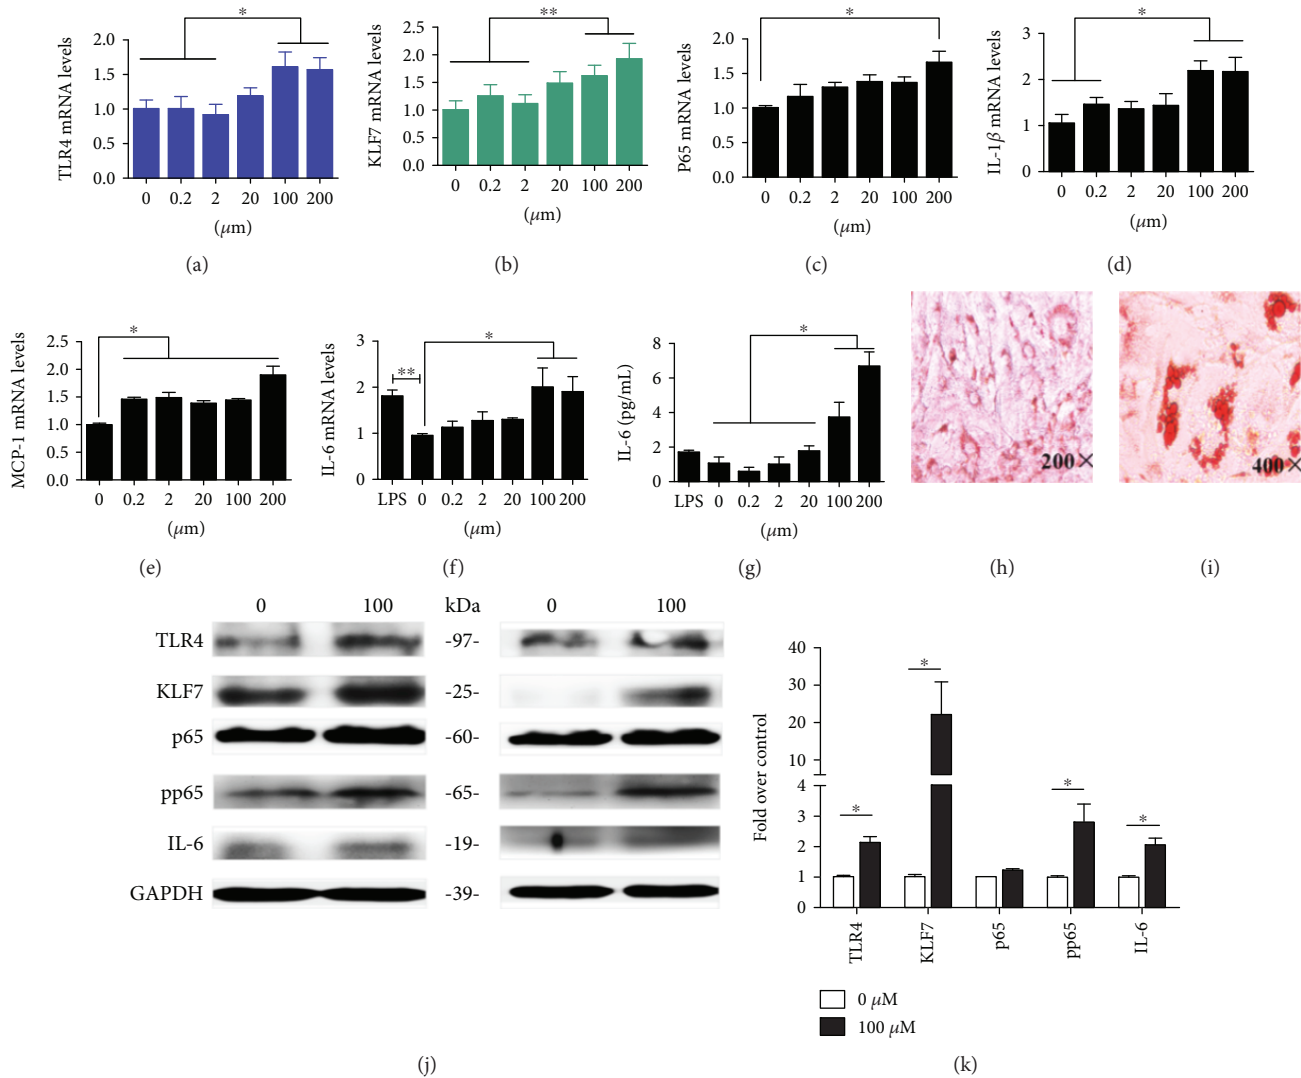 TLR4 mRNA levels
2.0
1.5
1.0
0.5
0.0
*
0 0.2 2 20 100 200
(μm)
(a)
KLF7 mRNA levels
2.5
2.0
1.5
1.0
0.5
0.0
**
0 0.2 2 20 100 200
(μm)
(b)
P65 mRNA levels
2.0
1.5
1.0
0.5
0.0
*
0 0.2 2 20 100 200
(μm)
(c)
IL-1β mRNA levels
3
2
1
0
*
0 0.2 2 20 100 200
(μm)
(d)
MCP-1 mRNA levels
2.5
2.0
1.5
1.0
0.5
0.0
*
0 0.2 2 20 100 200
(μm)
(e)
IL-6 mRNA levels
3
2
1
0
**
*
LPS 0 0.2 2 20 100 200
(μm)
(f)
IL-6 (pg/mL)
8
6
4
2
0
*
LPS 0 0.2 2 20 100 200
(μm)
(g)
200×
(h)
400×
(i)
0 100 kDa 0 100
TLR4 -97-
KLF7 -25-
p65 -60-
pp65 -65-
IL-6 -19-
GAPDH -39-
(j)
Fold over control
40
30
20
10
4
3
2
1
0
*
*
*
*
TLR4 KLF7 p65 pp65 IL-6
0 μM
100 μM
(k)